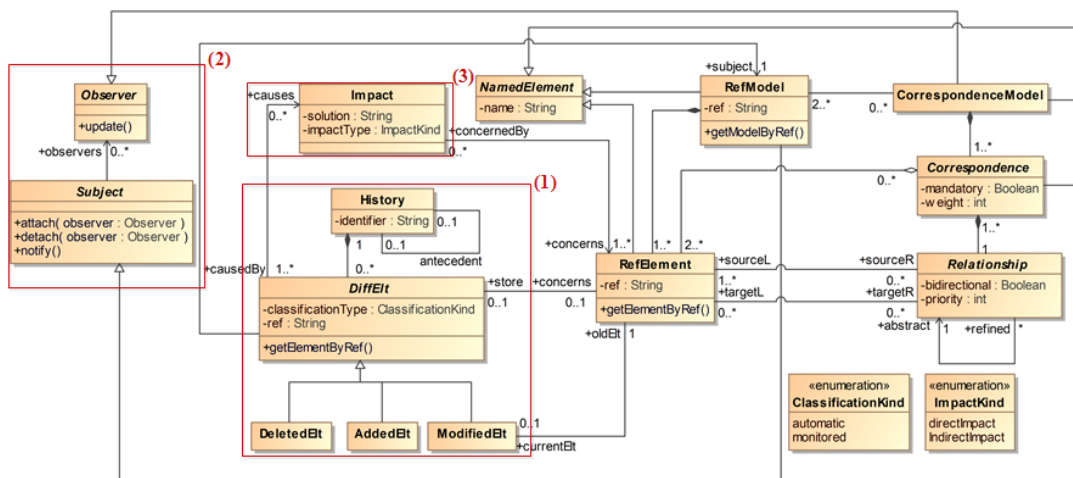 (2)
Observer
+update()
+observers
0..*
Subject
+attach( observer : Observer )
+detach( observer : Observer )
+notify()
+causes
0..*
(3)
Impact
-solution : String
-impactType : ImpactKind
+concernedBy
0..*
NamedElement
-name : String
+subject
1
RefModel
-ref : String
+getModelByRef()
2..*
0..*
CorrespondenceModel
1..*
Correspondence
-mandatory : Boolean
-weight : int
0..*
1..*
1
(1)
History
-identifier : String
0..1
0..1
antecedent
1
0..*
+causedBy
1..*
DiffElt
-classificationType : ClassificationKind
-ref : String
+getElementByRef()
+store
0..1
+concerns
0..1
+concerns
1..*
1..*
2..*
RefElement
-ref : String
+getElementByRef()
+oldElt
1
+sourceL
1..*
+targetL
0..*
+sourceR
0..*
+targetR
0..*
Relationship
-bidirectional : Boolean
-priority : int
+abstract
1
+refined
*
DeletedElt
AddedElt
ModifiedElt
0..1
+currentElt
«enumeration»
ClassificationKind
automatic
monitored
«enumeration»
ImpactKind
directImpact
IndirectImpact